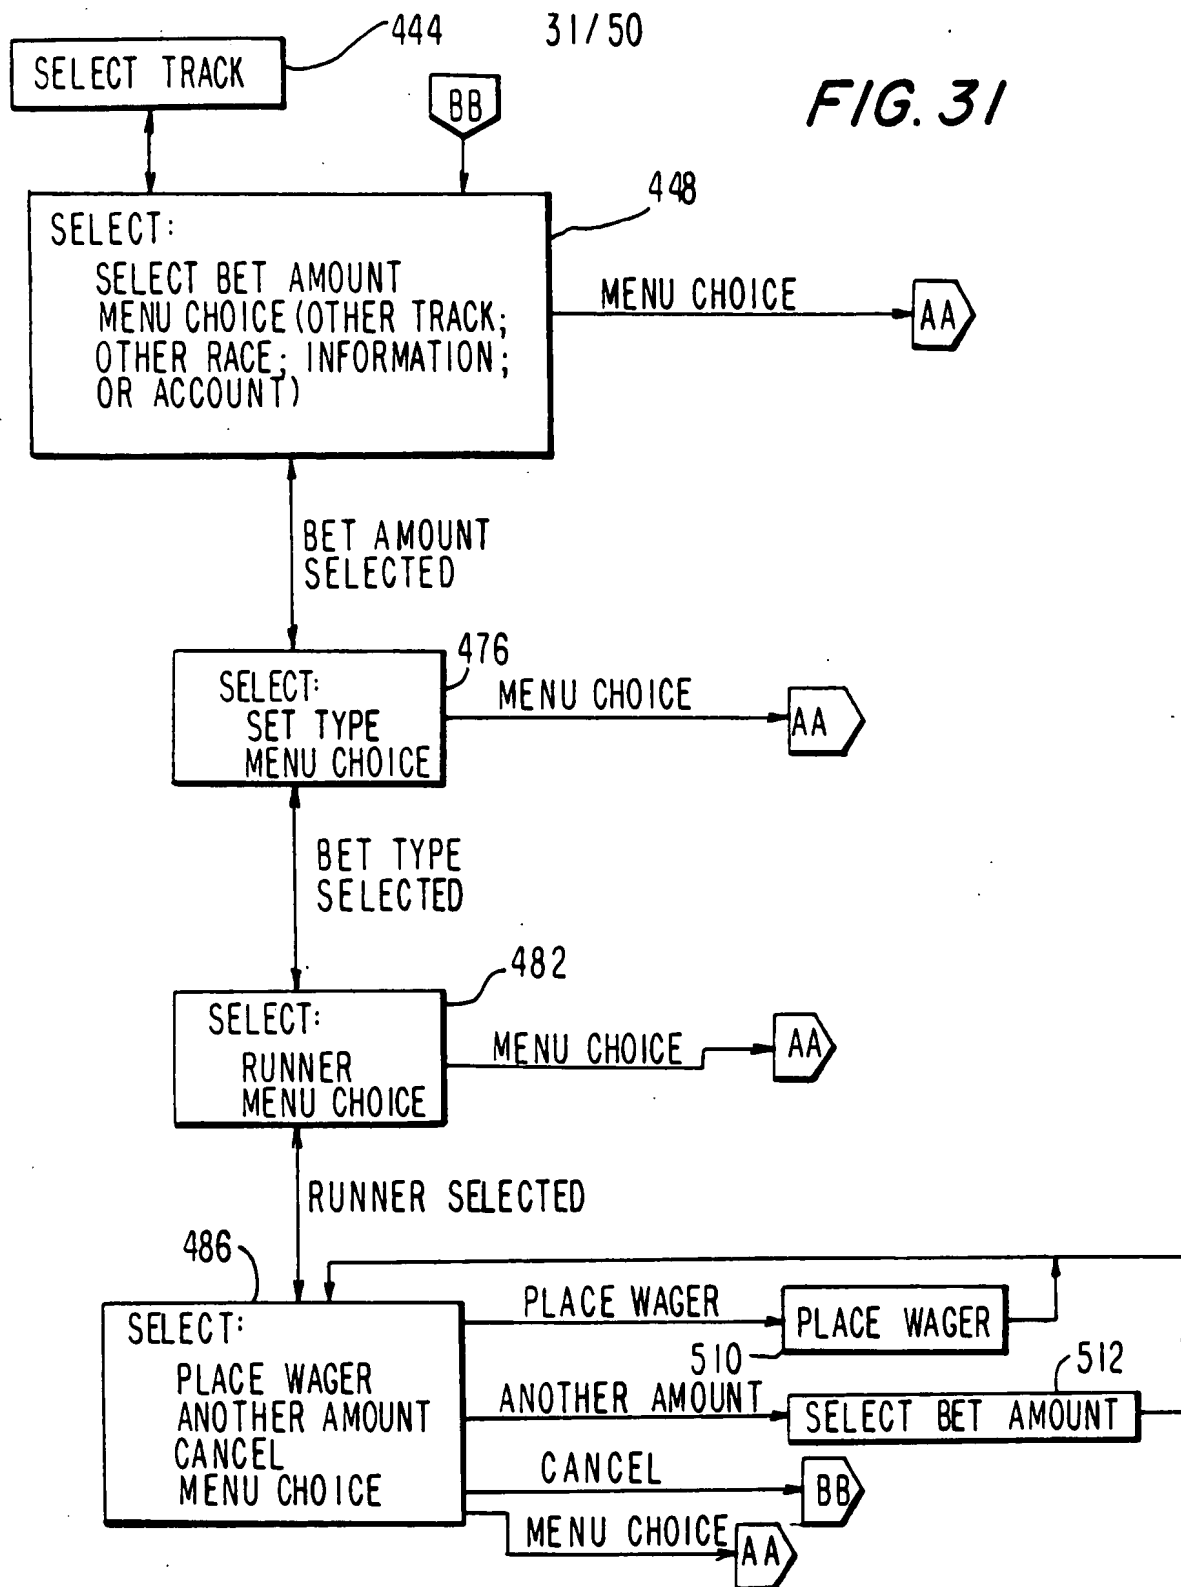 444
31/50
SELECT TRACK
BB
FIG. 31
448
SELECT:
SELECT BET AMOUNT
MENU CHOICE (OTHER TRACK;
OTHER RACE; INFORMATION;
OR ACCOUNT)
MENU CHOICE
AA
BET AMOUNT
SELECTED
476
SELECT:
SET TYPE
MENU CHOICE
MENU CHOICE
AA
BET TYPE
SELECTED
482
SELECT:
RUNNER
MENU CHOICE
MENU CHOICE
AA
RUNNER SELECTED
486
SELECT:
PLACE WAGER
ANOTHER AMOUNT
CANCEL
MENU CHOICE
PLACE WAGER
PLACE WAGER
510
512
ANOTHER AMOUNT
SELECT BET AMOUNT
CANCEL
BB
MENU CHOICE
AA